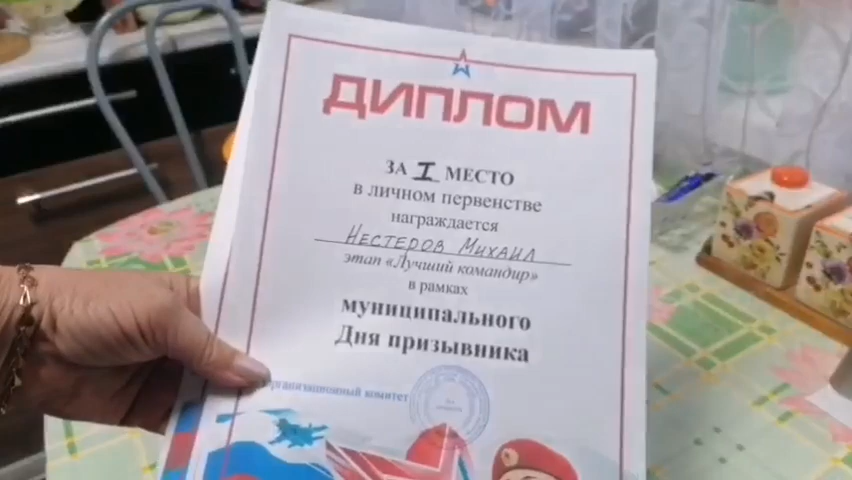 ДИПЛОМ
ЗА I МЕСТО
в личном первенстве
награждается
Нестеров Михаил
этап «Лучший командир»
в рамках
муниципального
Дня призывника
Организационный комитет